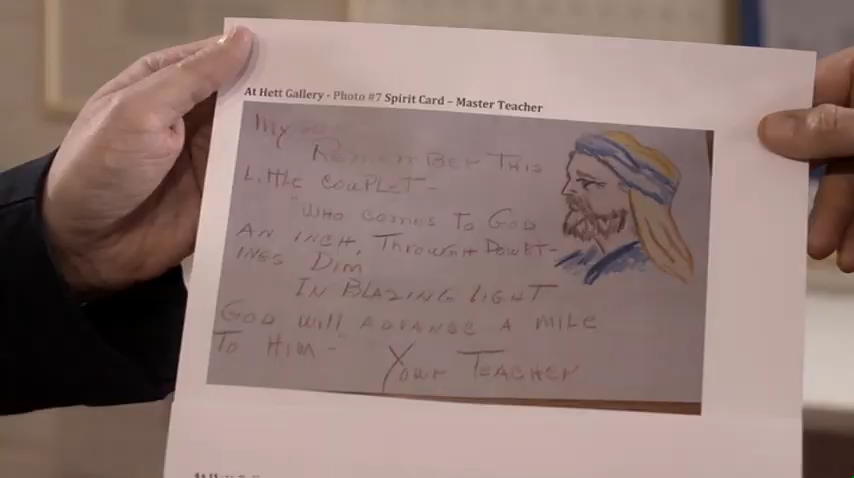 At Hett Gallery - Photo #7 Spirit Card – Master Teacher
My
Remember This
Little couplet-
"Who comes To God
An inch, Through Doubt-
ings Dim
In Blazing light
God will advance a mile
To Him-"
Your Teacher